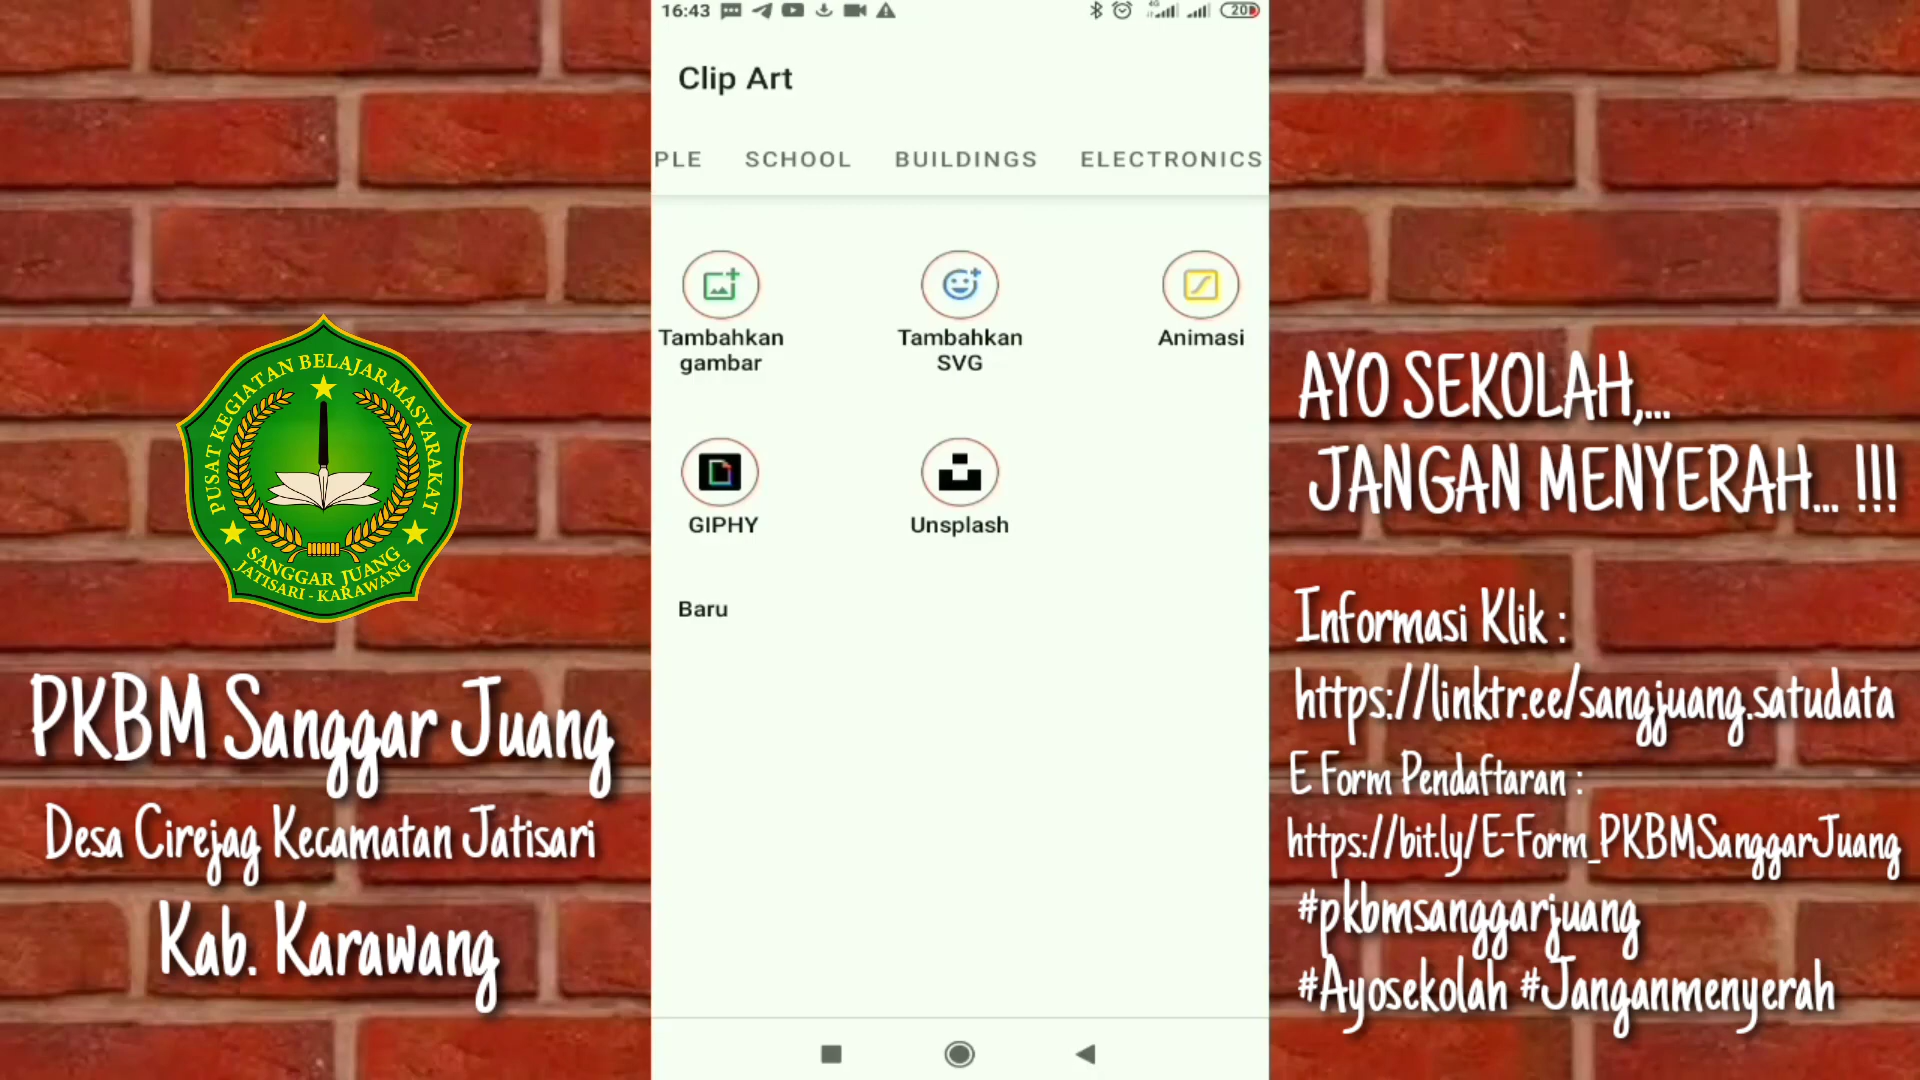 PUSAT KEGIATAN BELAJAR MASYARAKAT
SANGGAR JUANG
JATISARI - KARAWANG
PKBM Sanggar Juang
Desa Cirejag Kecamatan Jatisari
Kab. Karawang
16:43
4G
20
Clip Art
PLE SCHOOL BUILDINGS ELECTRONICS
Tambahkan gambar
Tambahkan SVG
Animasi
GIPHY
Unsplash
Baru
AYO SEKOLAH,...
JANGAN MENYERAH... !!!
Informasi Klik :
https://linktr.ee/sangjuang.satudata
E Form Pendaftaran :
https://bit.ly/E-Form_PKBMSanggarJuang
#pkbmsanggarjuang
#Ayosekolah #Janganmenyerah